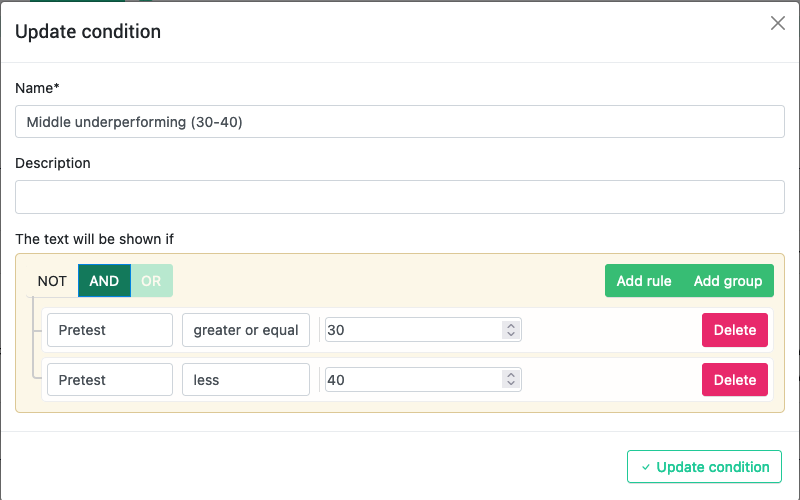 Update condition
Name*
Middle underperforming (30-40)
Description
The text will be shown if
NOT AND OR Add rule Add group
Pretest greater or equal 30 Delete
Pretest less 40 Delete
Update condition